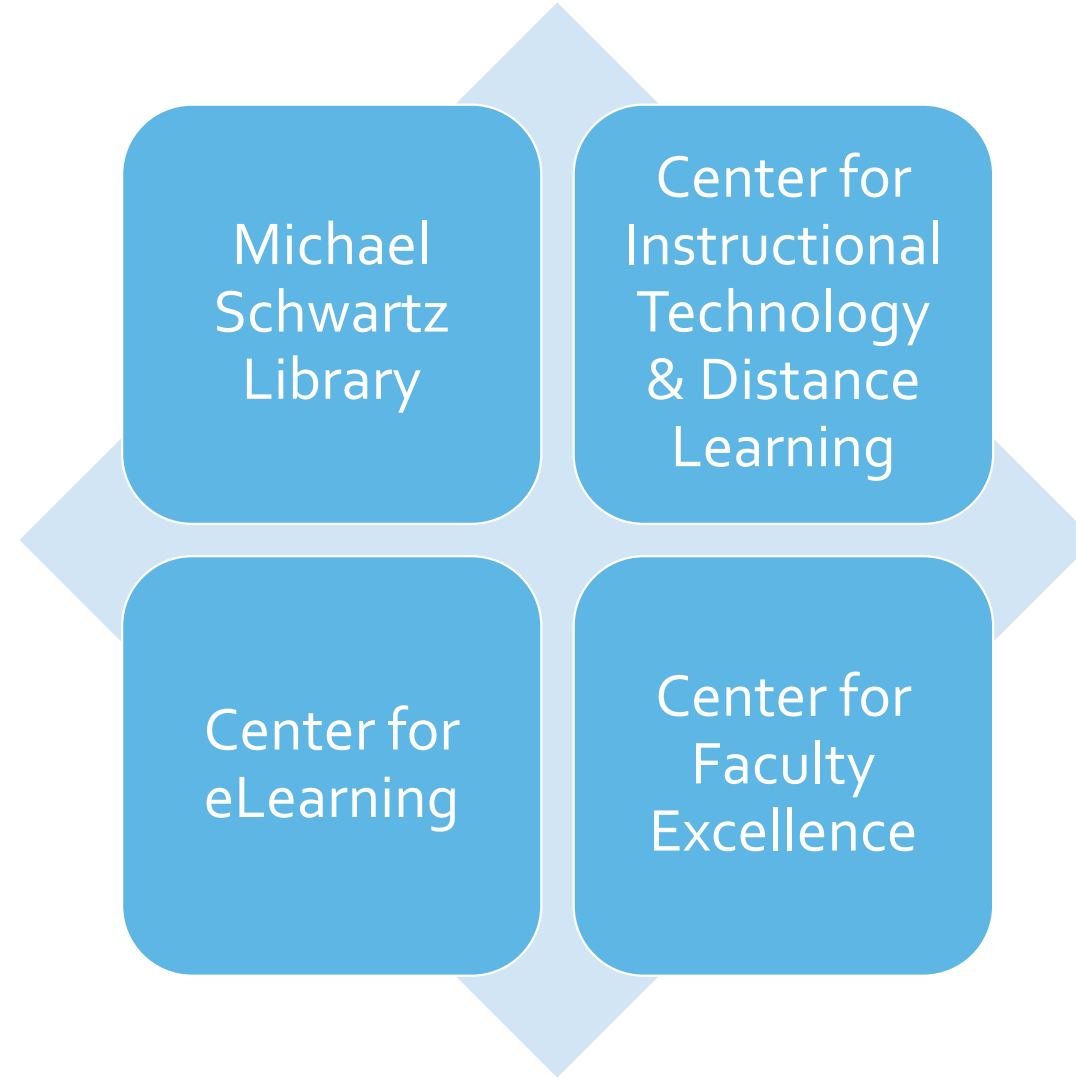 Michael
Schwartz
Library
Center for
Instructional
Technology
& Distance
Learning
Center for
eLearning
Center for
Faculty
Excellence